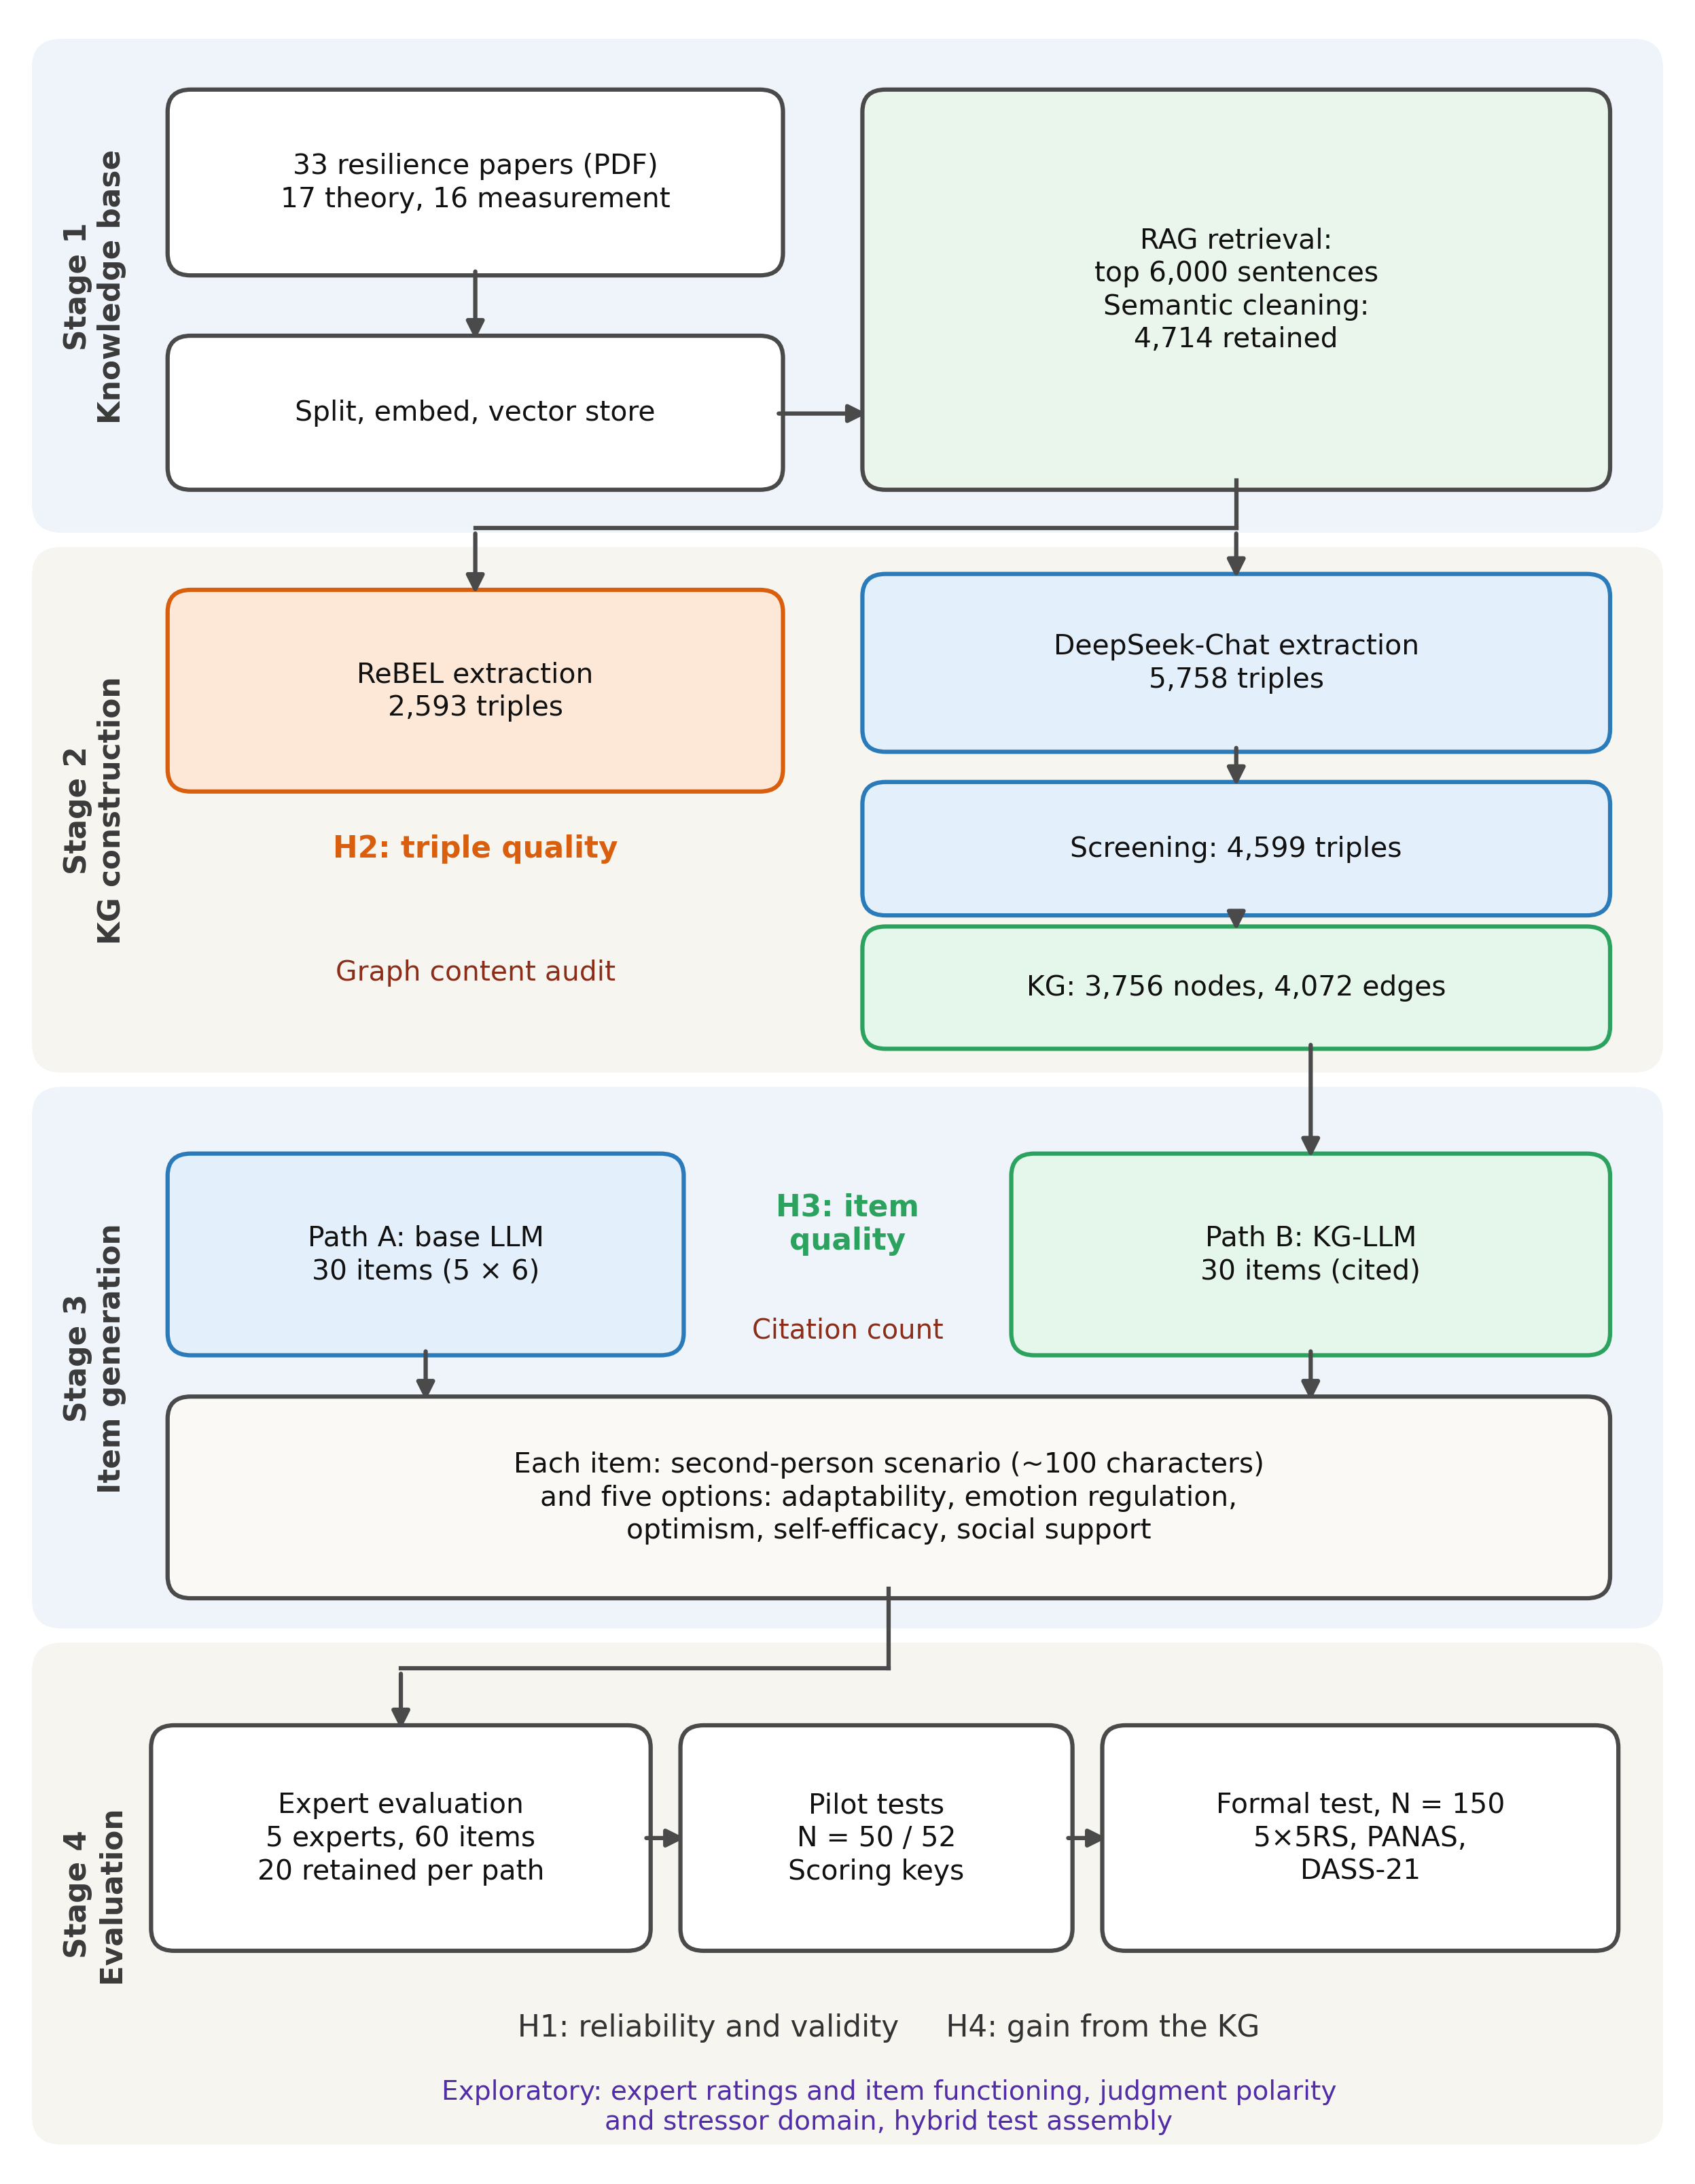 Stage 1
Knowledge base
33 resilience papers (PDF)
17 theory, 16 measurement
Split, embed, vector store
RAG retrieval:
top 6,000 sentences
Semantic cleaning:
4,714 retained
Stage 2
KG construction
ReBEL extraction
2,593 triples
H2: triple quality
Graph content audit
DeepSeek-Chat extraction
5,758 triples
Screening: 4,599 triples
KG: 3,756 nodes, 4,072 edges
Stage 3
Item generation
Path A: base LLM
30 items (5 × 6)
H3: item
quality
Citation count
Path B: KG-LLM
30 items (cited)
Each item: second-person scenario (~100 characters)
and five options: adaptability, emotion regulation,
optimism, self-efficacy, social support
Stage 4
Evaluation
Expert evaluation
5 experts, 60 items
20 retained per path
Pilot tests
N = 50 / 52
Scoring keys
Formal test, N = 150
5×5RS, PANAS,
DASS-21
H1: reliability and validity H4: gain from the KG
Exploratory: expert ratings and item functioning, judgment polarity
and stressor domain, hybrid test assembly